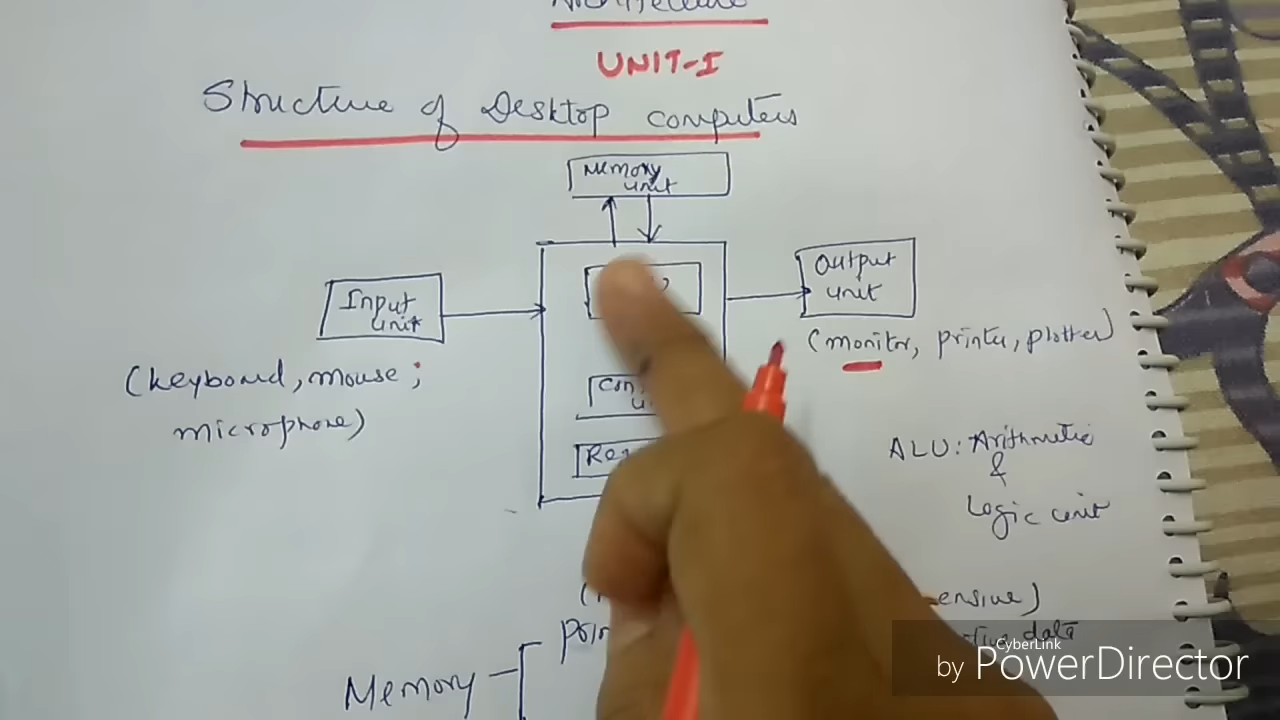 UNIT-I
Structure of Desktop computers
Memory
unit
Input
unit
Output
unit
(monitor, printer, plotter)
(keyboard, mouse,
microphone)
ALU: Arithmetic
&
Logic unit
Memory
CyberLink
by PowerDirector